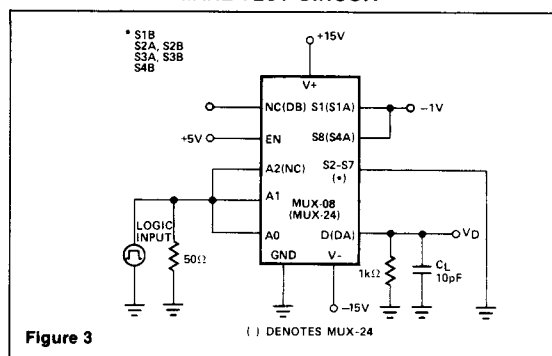 * S1B
S2A, S2B
S3A, S3B
S4B
+15V
V+
NC(DB)
S1(S1A)
-1V
+5V
EN
S8(S4A)
A2(NC)
S2-S7
(*)
A1
MUX-08
(MUX-24)
LOGIC
INPUT
A0
D(DA)
VD
50Ω
GND
V-
1kΩ
CL
10pF
-15V
Figure 3
( ) DENOTES MUX-24